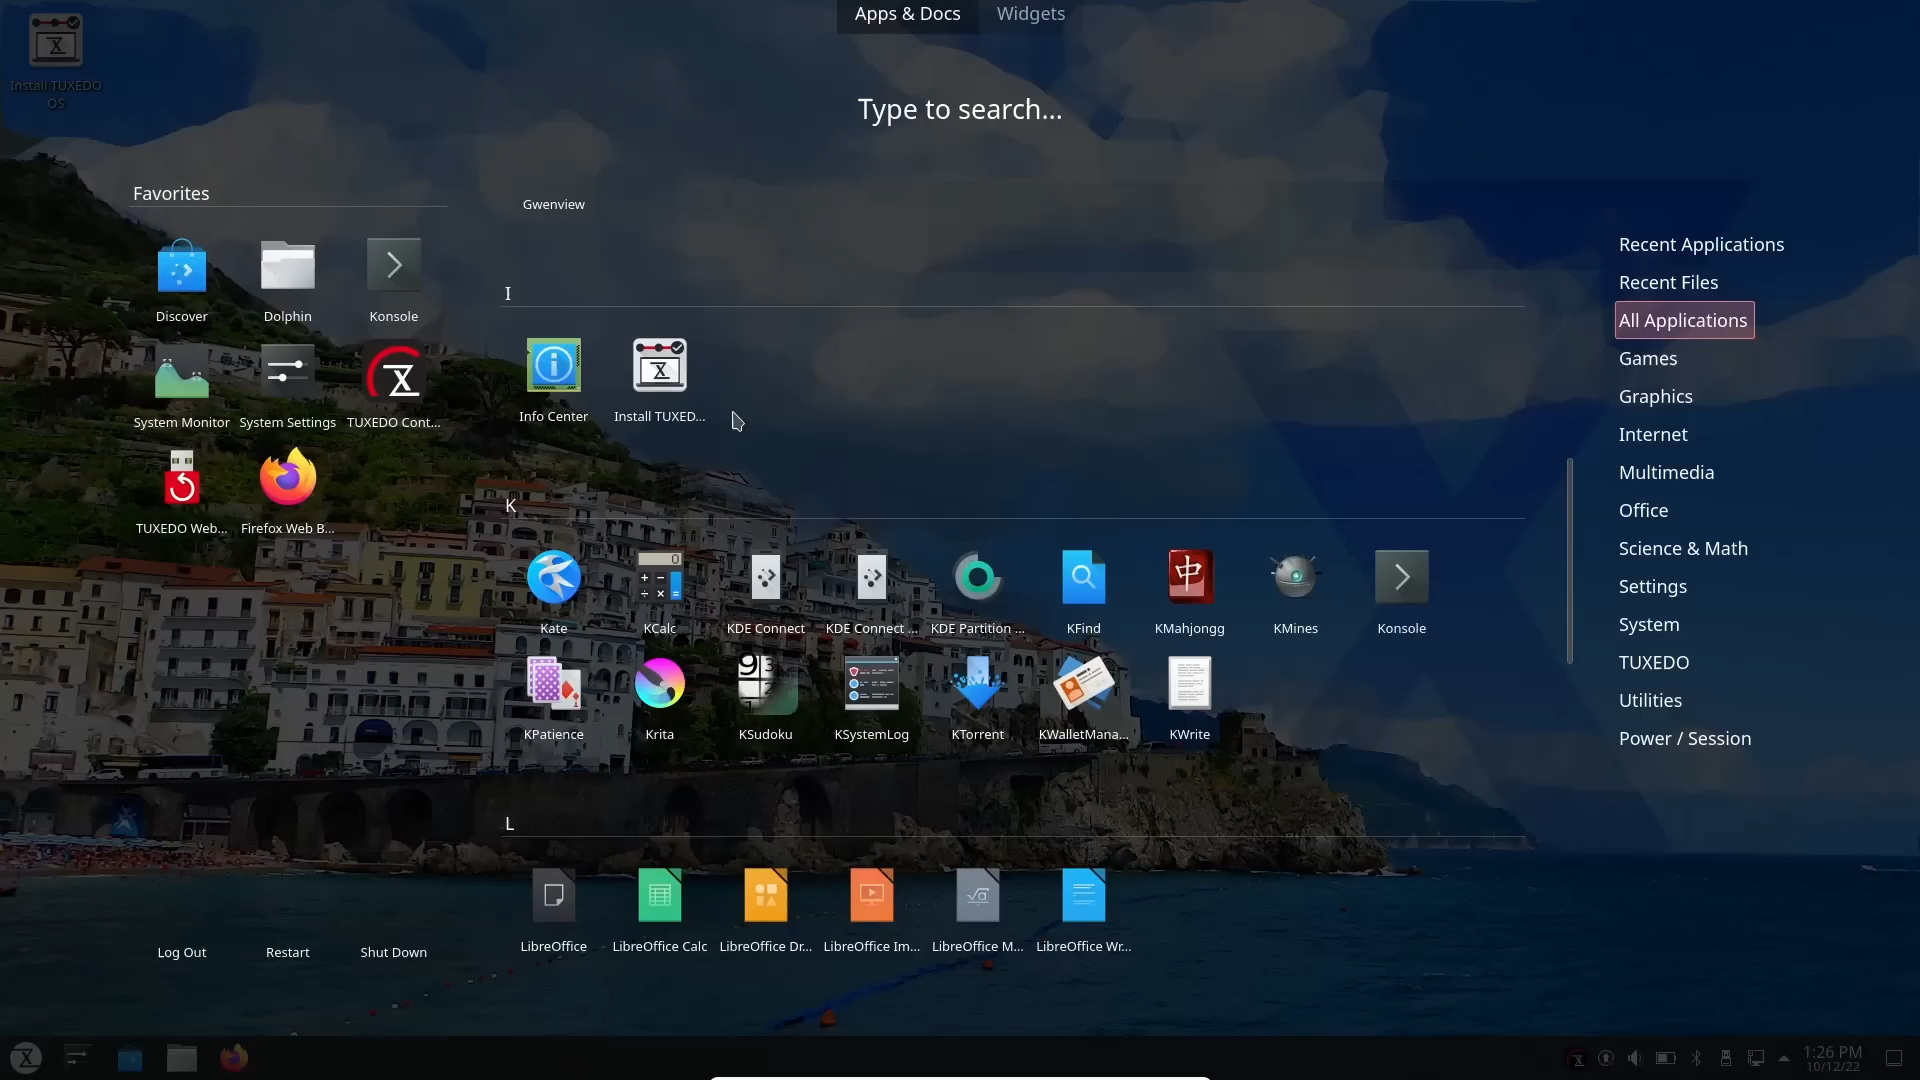 Apps & Docs
Widgets
Install TUXEDO
OS
Type to search...
Favorites
Discover
Dolphin
Konsole
System Monitor
System Settings
TUXEDO Cont...
TUXEDO Web...
Firefox Web B...
Log Out
Restart
Shut Down
Gwenview
I
Info Center
Install TUXED...
K
Kate
KCalc
KDE Connect
KDE Connect ...
KDE Partition ...
KFind
中
KMahjongg
KMines
Konsole
KPatience
Krita
KSudoku
KSystemLog
KTorrent
KWalletMana...
KWrite
L
LibreOffice
LibreOffice Calc
LibreOffice Dr...
LibreOffice Im...
LibreOffice M...
LibreOffice Wr...
Recent Applications
Recent Files
All Applications
Games
Graphics
Internet
Multimedia
Office
Science & Math
Settings
System
TUXEDO
Utilities
Power / Session
1:26 PM
10/12/22